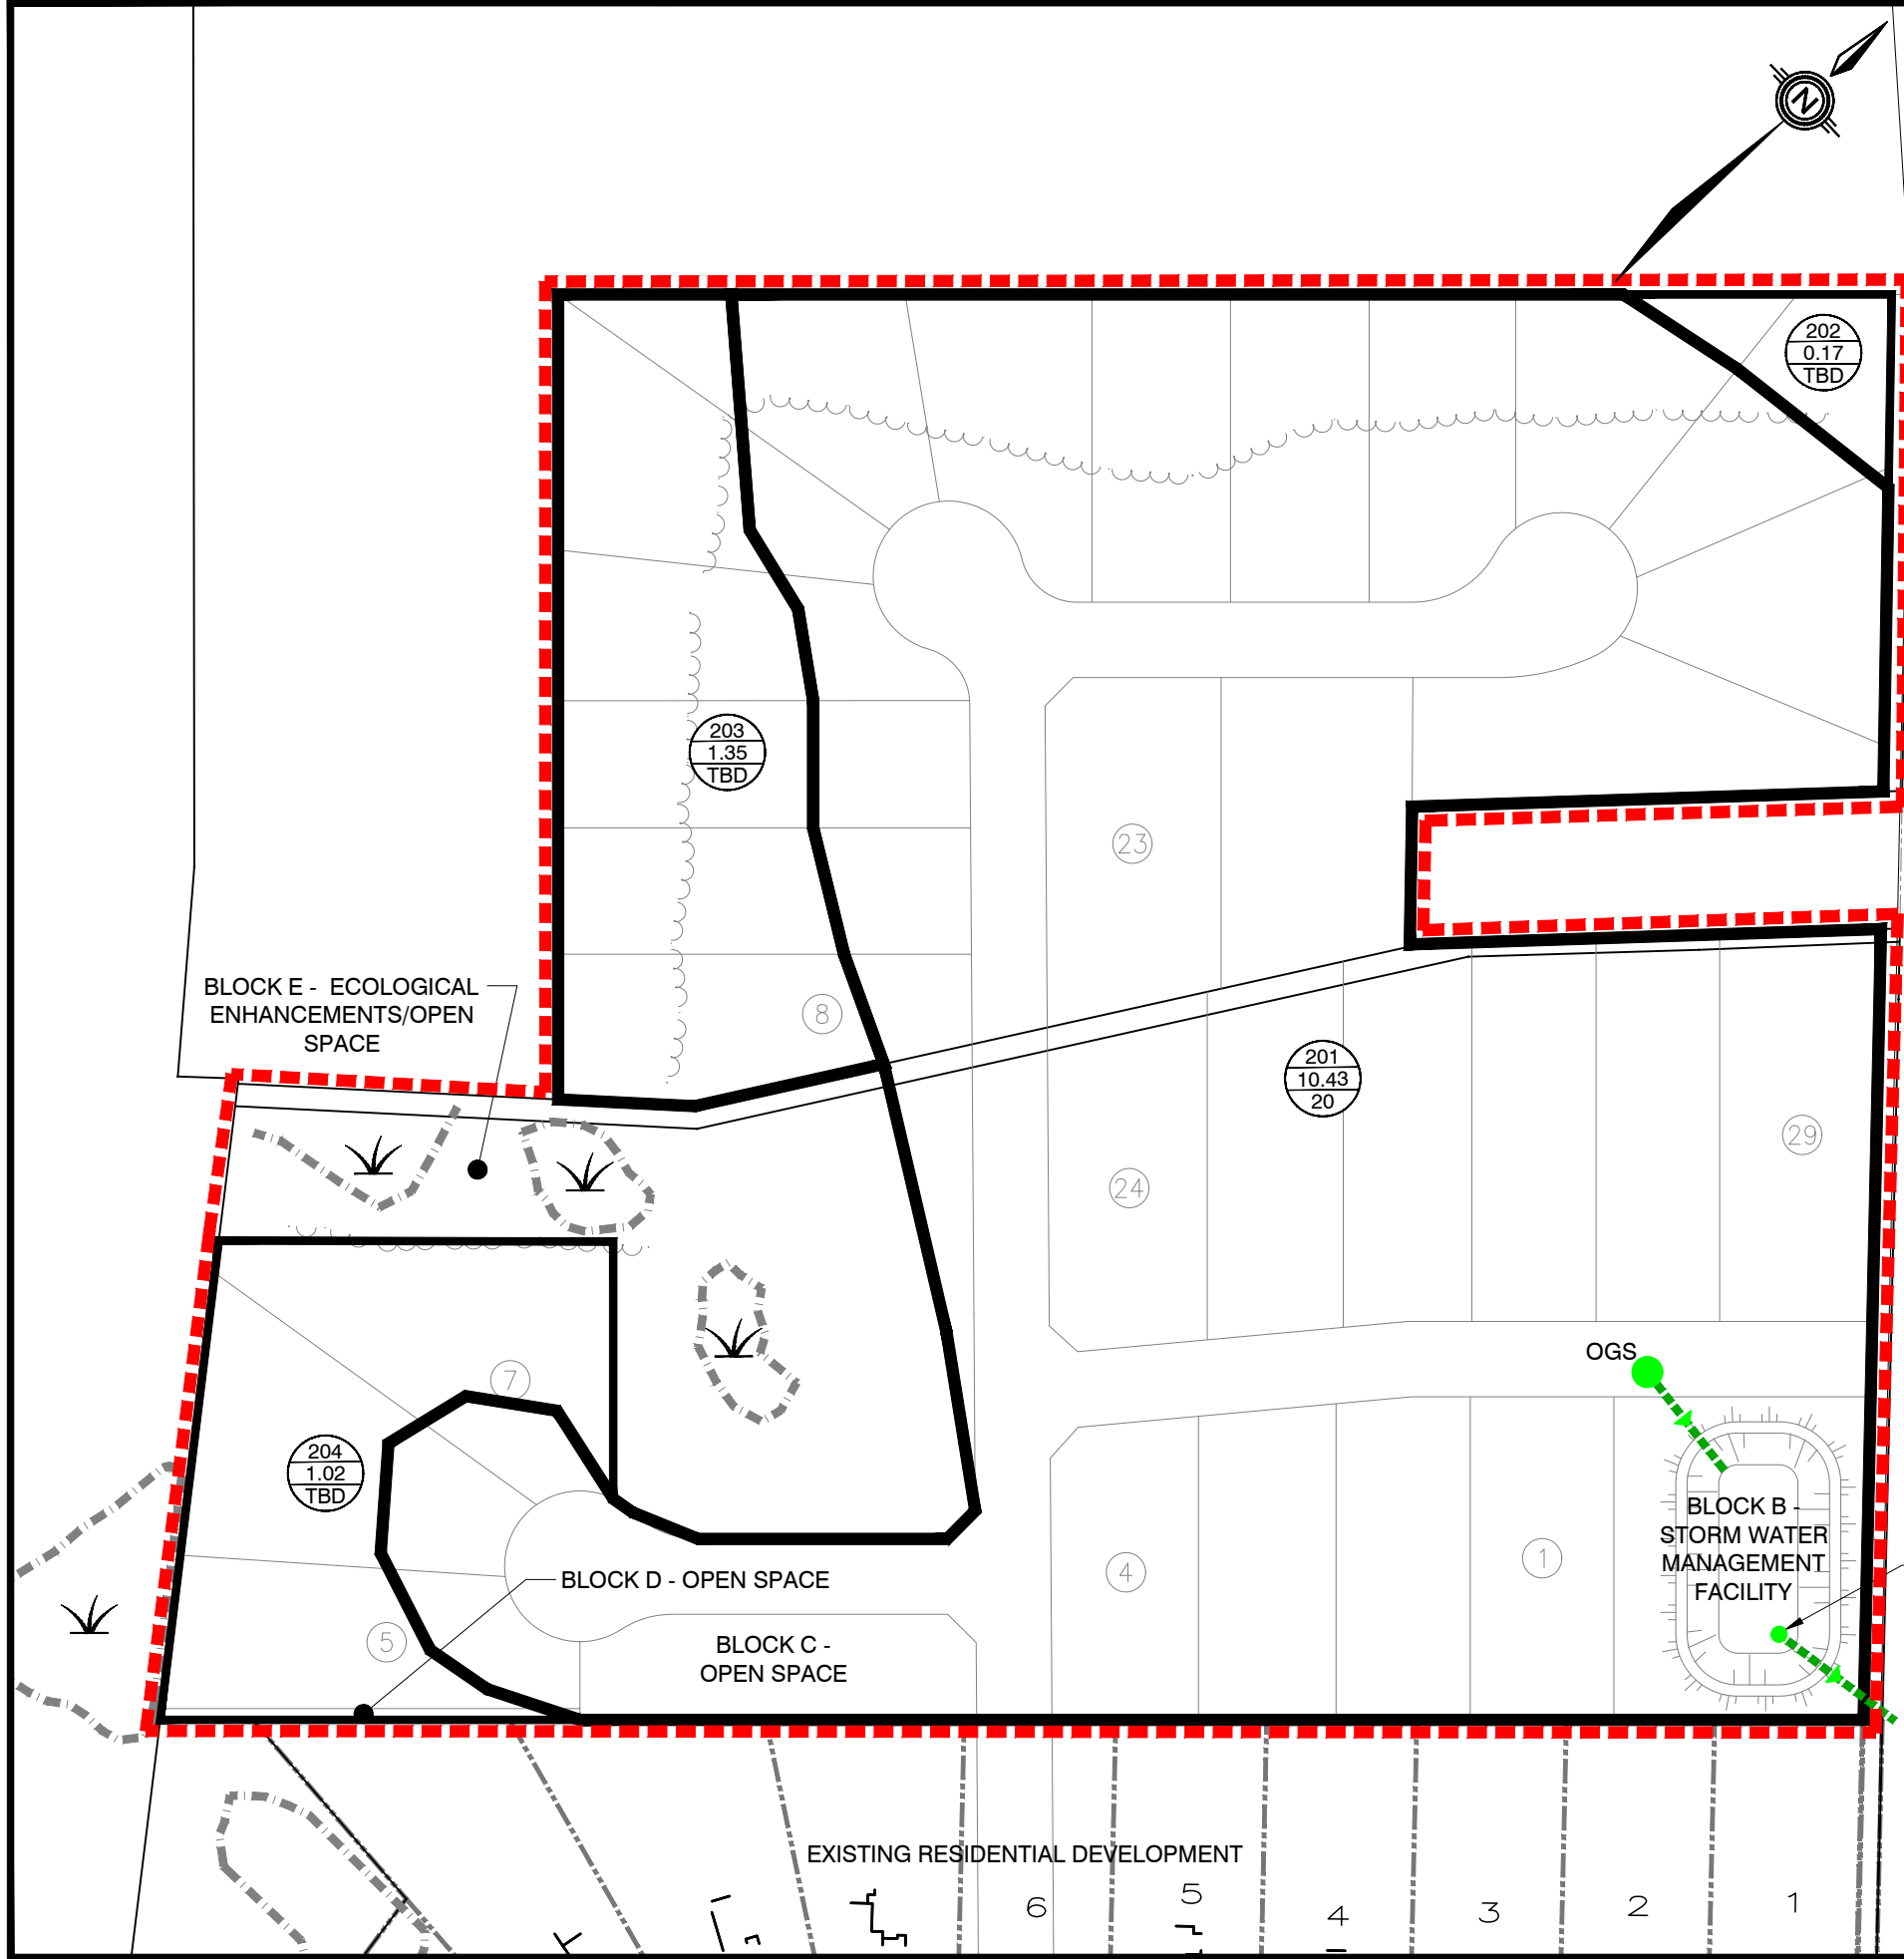 N
202
0.17
TBD
203
1.35
TBD
23
BLOCK E - ECOLOGICAL
ENHANCEMENTS/OPEN
SPACE
8
201
10.43
20
29
24
OGS
7
204
1.02
TBD
BLOCK B -
STORM WATER
MANAGEMENT
FACILITY
1
4
BLOCK D - OPEN SPACE
5
BLOCK C -
OPEN SPACE
EXISTING RESIDENTIAL DEVELOPMENT
6
5
4
3
2
1